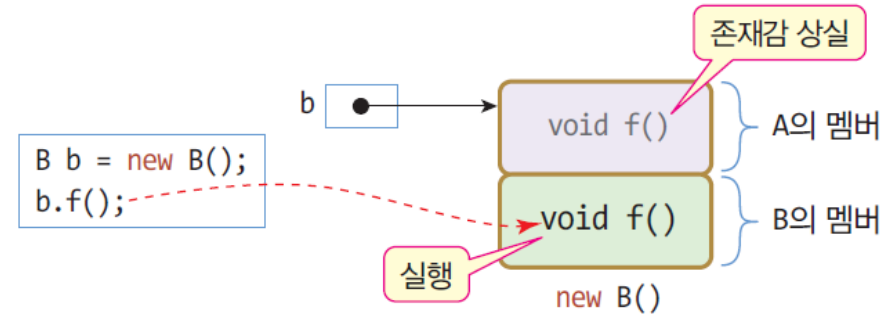 존재감 상실
b
void f()
A의 멤버
B b = new B();
b.f();
void f()
B의 멤버
실행
new B()